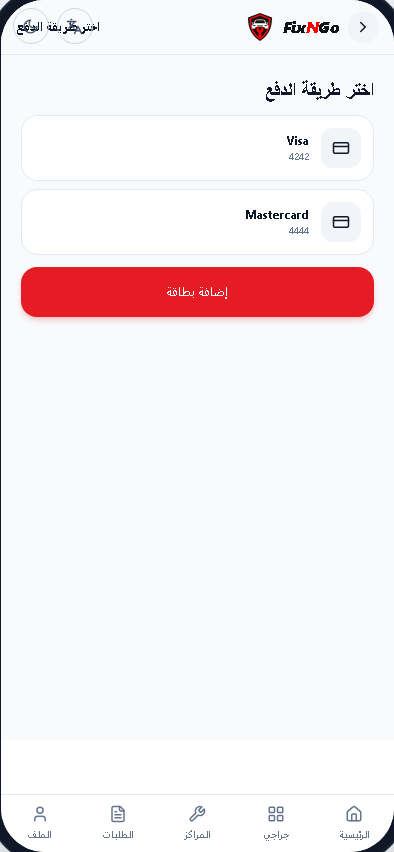 FixNGo
اختر طريقة الدفع
اختر طريقة الدفع
Visa
4242
Mastercard
4444
إضافة بطاقة
الرئيسية
جراجي
المراكز
الطلبات
الملف